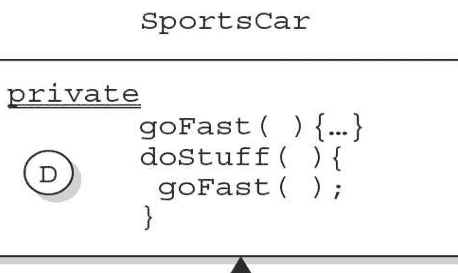 SportsCar
private
goFast( ){…}
doStuff( ){
D
goFast( );
}